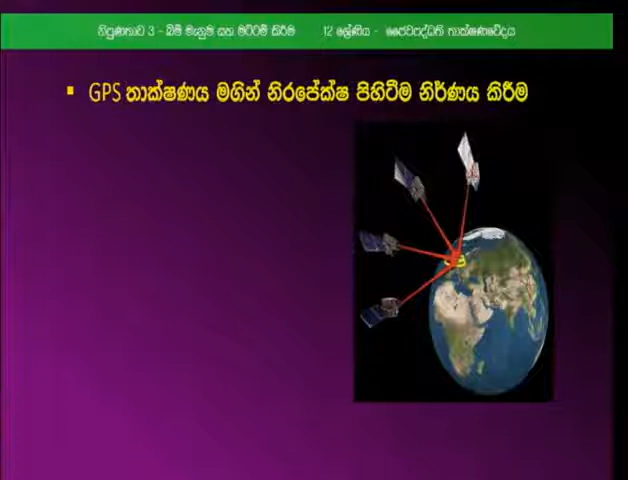 නිපුණතාව 3 - බිම් මැනුම සහ මට්ටම් කිරීම 12 ශ්‍රේණිය - ජෛවපද්ධති තාක්ෂණවේදය
▪ GPS තාක්ෂණය මගින් නිරපේක්ෂ පිහිටීම නිර්ණය කිරීම